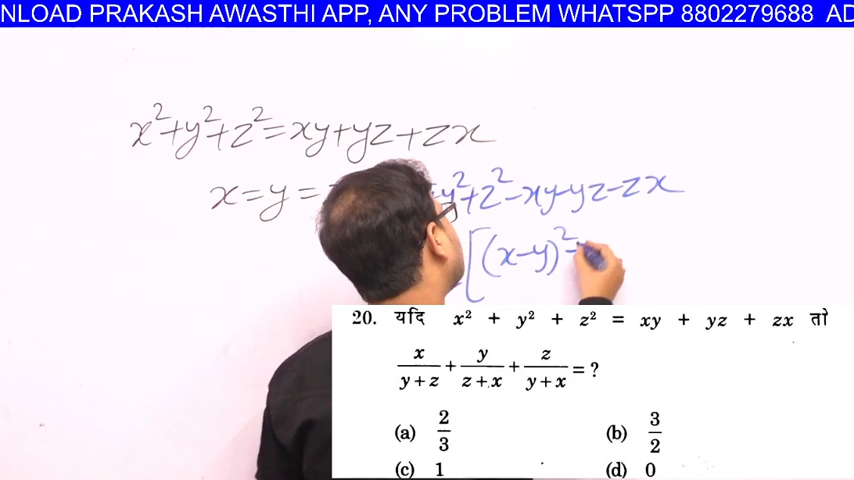 NLOAD PRAKASH AWASTHI APP, ANY PROBLEM WHATSPP 8802279688 AD
x²+y²+z²=xy+yz+zx
x=y= y²+z²-xy-yz-zx
[(x-y)²
20. यदि x² + y² + z² = xy + yz + zx तो
x/(y+z) + y/(z+x) + z/(y+x) = ?
(a) 2/3 (b) 3/2
(c) 1 (d) 0